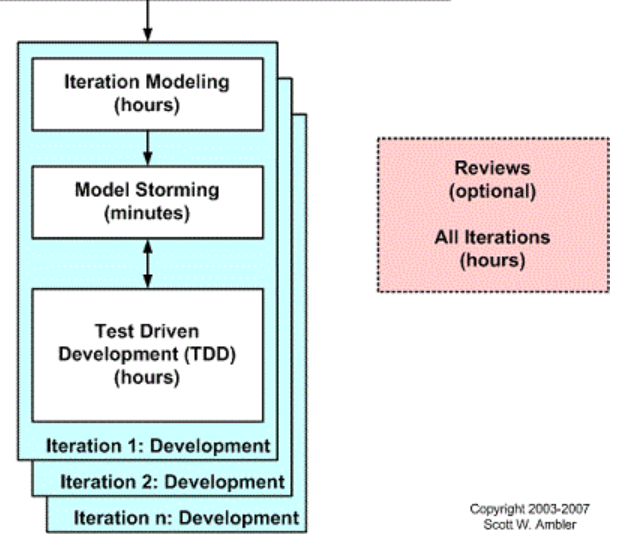 Iteration Modeling
(hours)
Model Storming
(minutes)
Test Driven
Development (TDD)
(hours)
Iteration 1: Development
Iteration 2: Development
Iteration n: Development
Reviews
(optional)
All Iterations
(hours)
Copyright 2003-2007
Scott W. Ambler